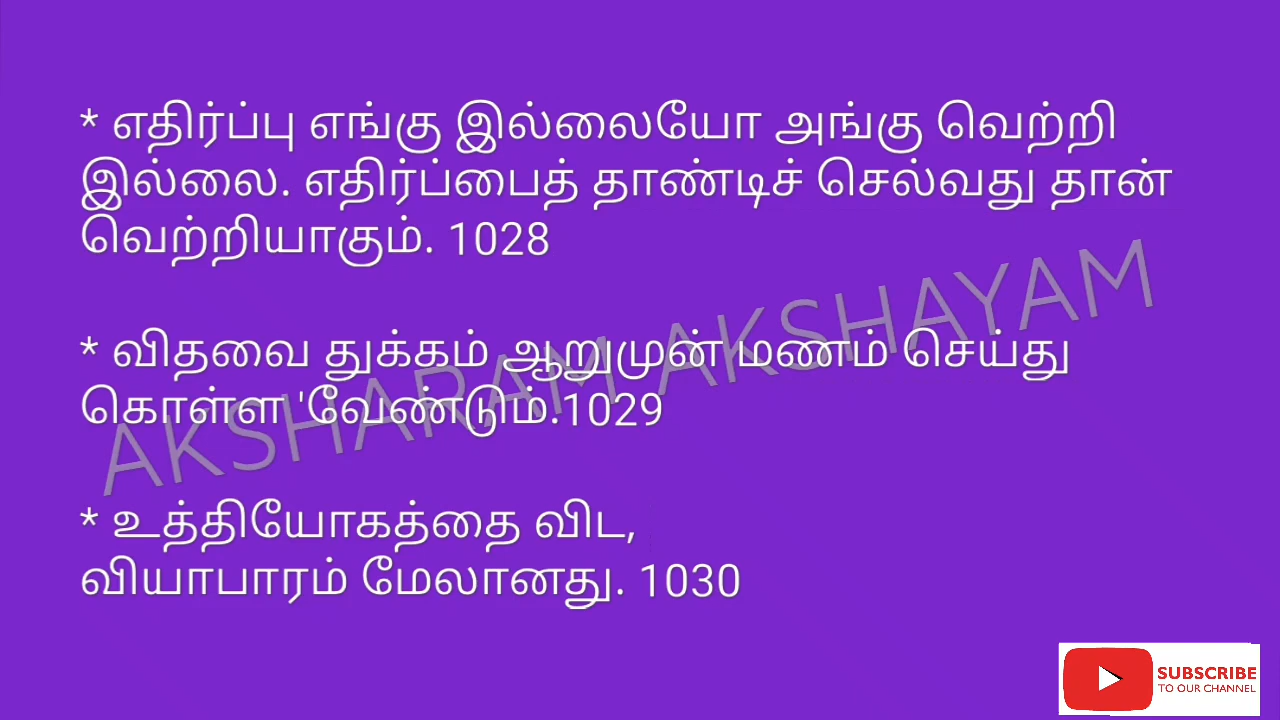 * எதிர்ப்பு எங்கு இல்லையோ அங்கு வெற்றி
இல்லை. எதிர்ப்பைத் தாண்டிச் செல்வது தான்
வெற்றியாகும். 1028
* விதவை துக்கம் ஆறுமுன் மணம் செய்து
கொள்ள 'வேண்டும்.1029
AKSHARAM AKSHAYAM
* உத்தியோகத்தை விட,
வியாபாரம் மேலானது. 1030
SUBSCRIBE
TO OUR CHANNEL